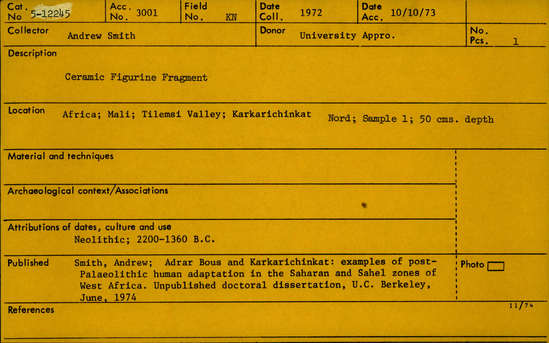 Cat. No 5-12245 Acc. No. 3001 Field No. KN Date Coll. 1972 Date Acc. 10/10/73
Collector Andrew Smith Donor University Appro. No. Pcs. 1
Description
Ceramic Figurine Fragment
Location Africa; Mali; Tilemsi Valley; Karkarichinkat Nord; Sample 1; 50 cms. depth
Material and techniques
Archaeological context/Associations
Attributions of dates, culture and use
Neolithic; 2200-1360 B.C.
Published Smith, Andrew; Adrar Bous and Karkarichinkat: examples of post-
Palaeolithic human adaptation in the Saharan and Sahel zones of
West Africa. Unpublished doctoral dissertation, U.C. Berkeley,
June, 1974
Photo
References
11/74